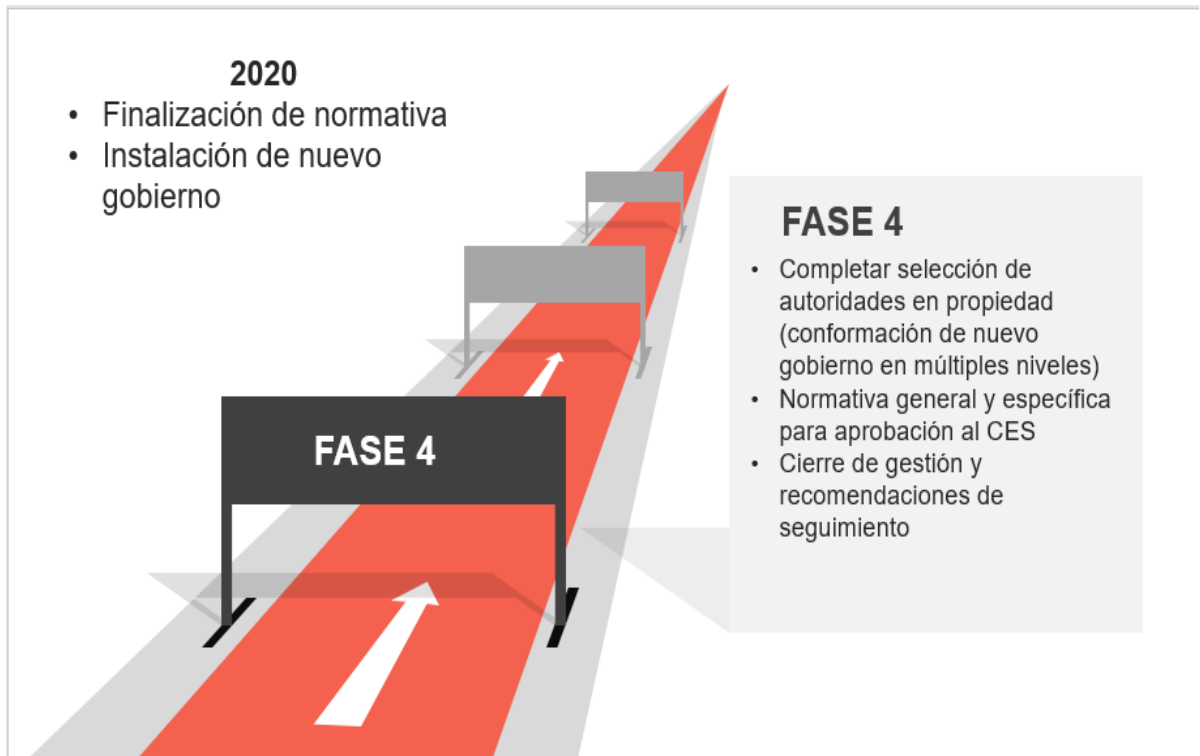 2020
• Finalización de normativa
• Instalación de nuevo
gobierno
FASE 4
FASE 4
• Completar selección de
autoridades en propiedad
(conformación de nuevo
gobierno en múltiples niveles)
• Normativa general y específica
para aprobación al CES
• Cierre de gestión y
recomendaciones de
seguimiento